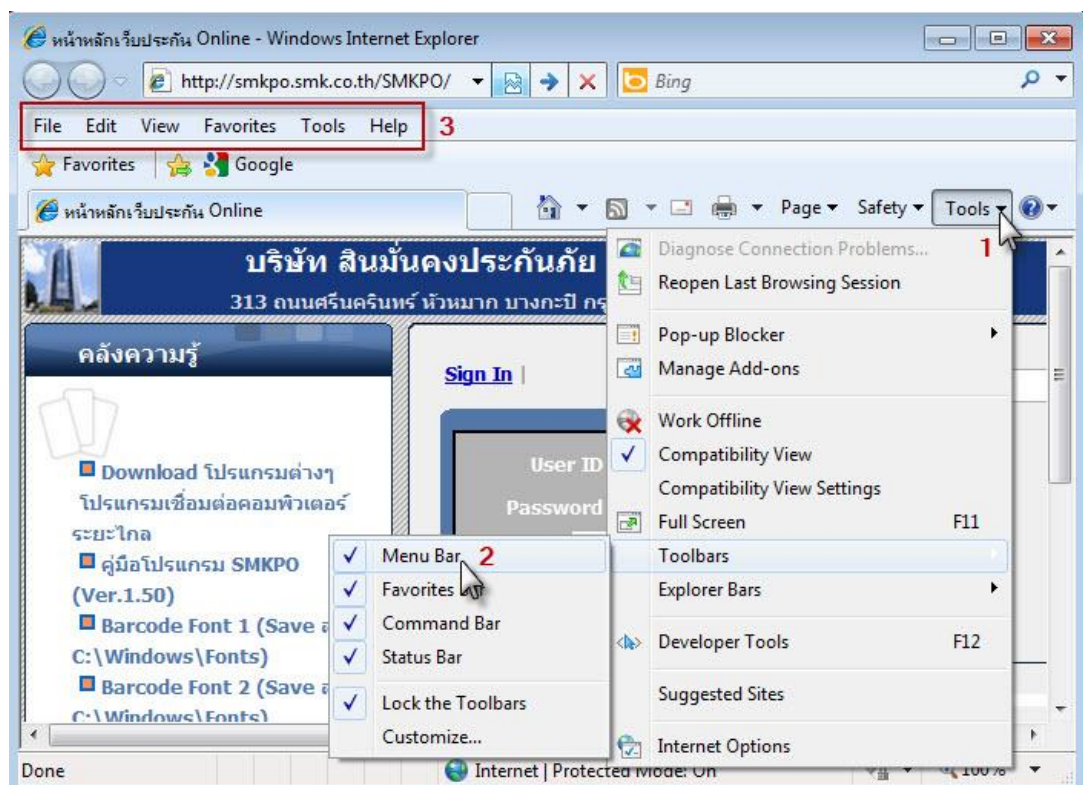 หน้าหลักเว็บประกัน Online - Windows Internet Explorer
http://smkpo.smk.co.th/SMKPO/
Bing
File Edit View Favorites Tools Help 3
Favorites Google
หน้าหลักเว็บประกัน Online
Page Safety Tools
1
บริษัท สินมั่นคงประกันภัย
313 ถนนศรีนครินทร์ หัวหมาก บางกะปิ กรุ
คลังความรู้
Download โปรแกรมต่างๆ
โปรแกรมเชื่อมต่อคอมพิวเตอร์
ระยะไกล
คู่มือโปรแกรม SMKPO
(Ver.1.50)
Barcode Font 1 (Save
C:\Windows\Fonts)
Barcode Font 2 (Save
C:\Windows\Fonts)
Sign In |
User ID
Password
Diagnose Connection Problems...
Reopen Last Browsing Session
Pop-up Blocker
Manage Add-ons
Work Offline
Compatibility View
Compatibility View Settings
Full Screen F11
Toolbars
Explorer Bars
Developer Tools F12
Suggested Sites
Internet Options
Menu Bar 2
Favorites
Command Bar
Status Bar
Lock the Toolbars
Customize...
Done
Internet | Protected Mode: On
100%